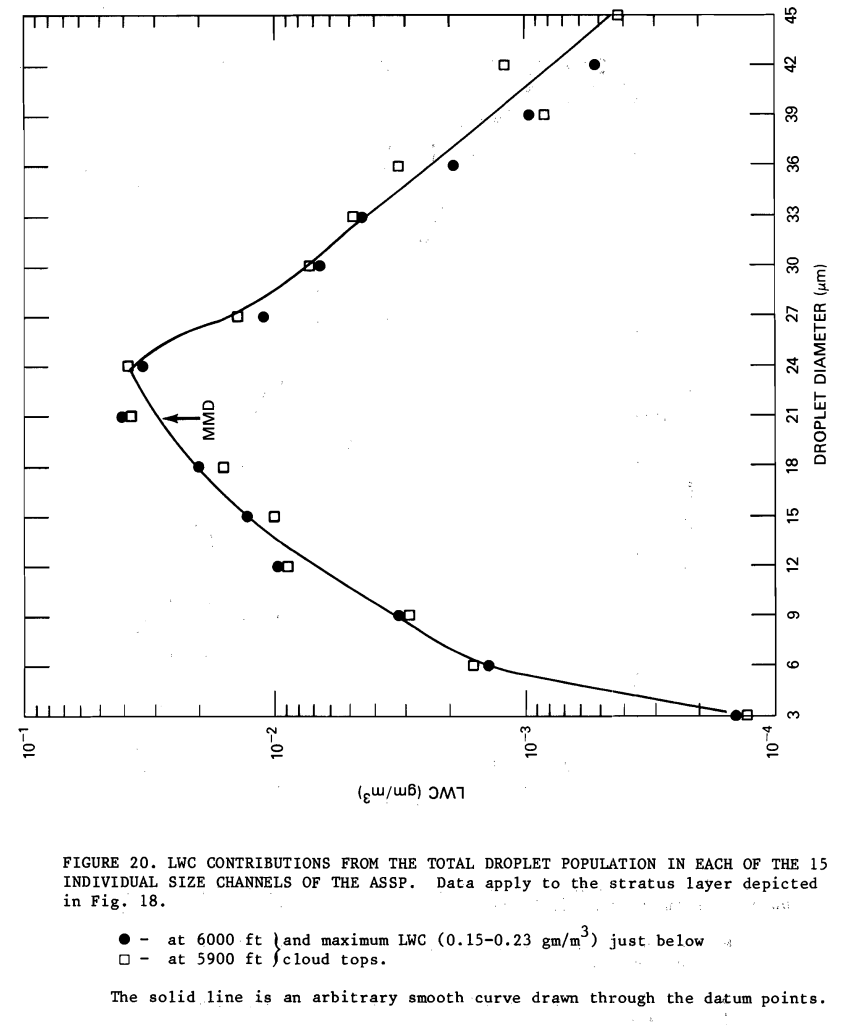 45
42
39
36
33
30
27
24
21
18
15
12
9
6
3
DROPLET DIAMETER (μm)
MMD
10⁻¹
10⁻²
10⁻³
10⁻⁴
LWC (gm/m³)
FIGURE 20. LWC CONTRIBUTIONS FROM THE TOTAL DROPLET POPULATION IN EACH OF THE 15
INDIVIDUAL SIZE CHANNELS OF THE ASSP. Data apply to the stratus layer depicted
in Fig. 18.
● - at 6000 ft }and maximum LWC (0.15-0.23 gm/m³) just below
□ - at 5900 ft }cloud tops.
The solid line is an arbitrary smooth curve drawn through the datum points.